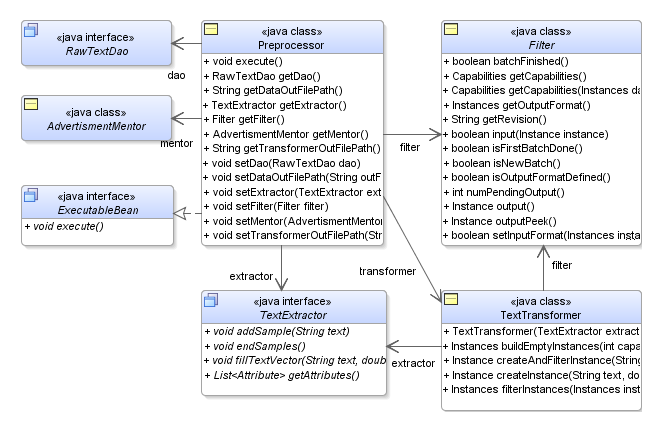 «java interface»
RawTextDao
dao
«java class»
AdvertismentMentor
mentor
«java interface»
ExecutableBean
+ void execute()
«java class»
Preprocessor
+ void execute()
+ RawTextDao getDao()
+ String getDataOutFilePath()
+ TextExtractor getExtractor()
+ Filter getFilter()
+ AdvertismentMentor getMentor()
+ String getTransformerOutFilePath()
+ void setDao(RawTextDao dao)
+ void setDataOutFilePath(String outF
+ void setExtractor(TextExtractor ext
+ void setFilter(Filter filter)
+ void setMentor(AdvertismentMentor
+ void setTransformerOutFilePath(Str
filter
«java class»
Filter
+ boolean batchFinished()
+ Capabilities getCapabilities()
+ Capabilities getCapabilities(Instances da
+ Instances getOutputFormat()
+ String getRevision()
+ boolean input(Instance instance)
+ boolean isFirstBatchDone()
+ boolean isNewBatch()
+ boolean isOutputFormatDefined()
+ int numPendingOutput()
+ Instance output()
+ Instance outputPeek()
+ boolean setInputFormat(Instances insta
extractor
transformer
filter
«java interface»
TextExtractor
+ void addSample(String text)
+ void endSamples()
+ void fillTextVector(String text, doub
+ List<Attribute> getAttributes()
extractor
«java class»
TextTransformer
+ TextTransformer(TextExtractor extract
+ Instances buildEmptyInstances(int capa
+ Instance createAndFilterInstance(String
+ Instance createInstance(String text, dou
+ Instances filterInstances(Instances inst